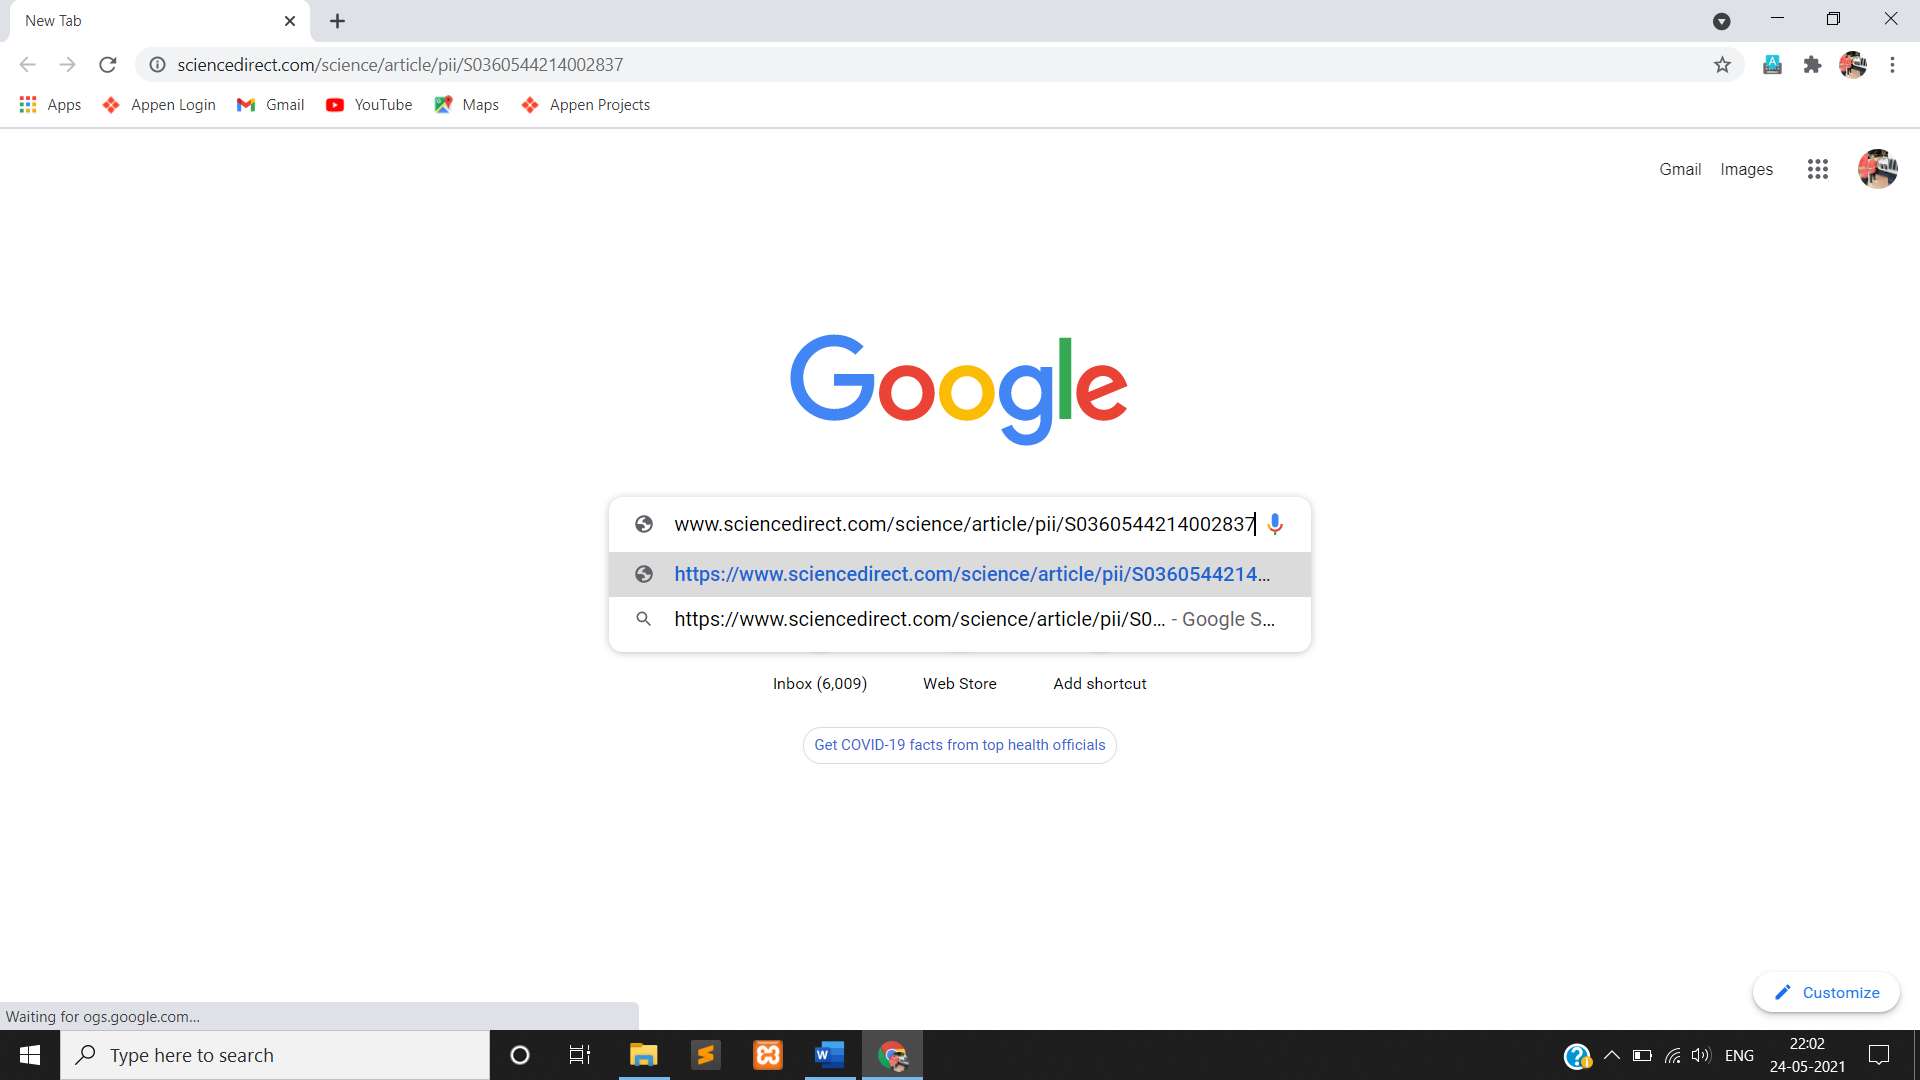 New Tab
sciencedirect.com/science/article/pii/S0360544214002837
Apps Appen Login Gmail YouTube Maps Appen Projects
Gmail Images
Google
www.sciencedirect.com/science/article/pii/S0360544214002837
https://www.sciencedirect.com/science/article/pii/S0360544214...
https://www.sciencedirect.com/science/article/pii/S0... - Google S...
Inbox (6,009) Web Store Add shortcut
Get COVID-19 facts from top health officials
Customize
Waiting for ogs.google.com...
Type here to search
ENG
22:02
24-05-2021